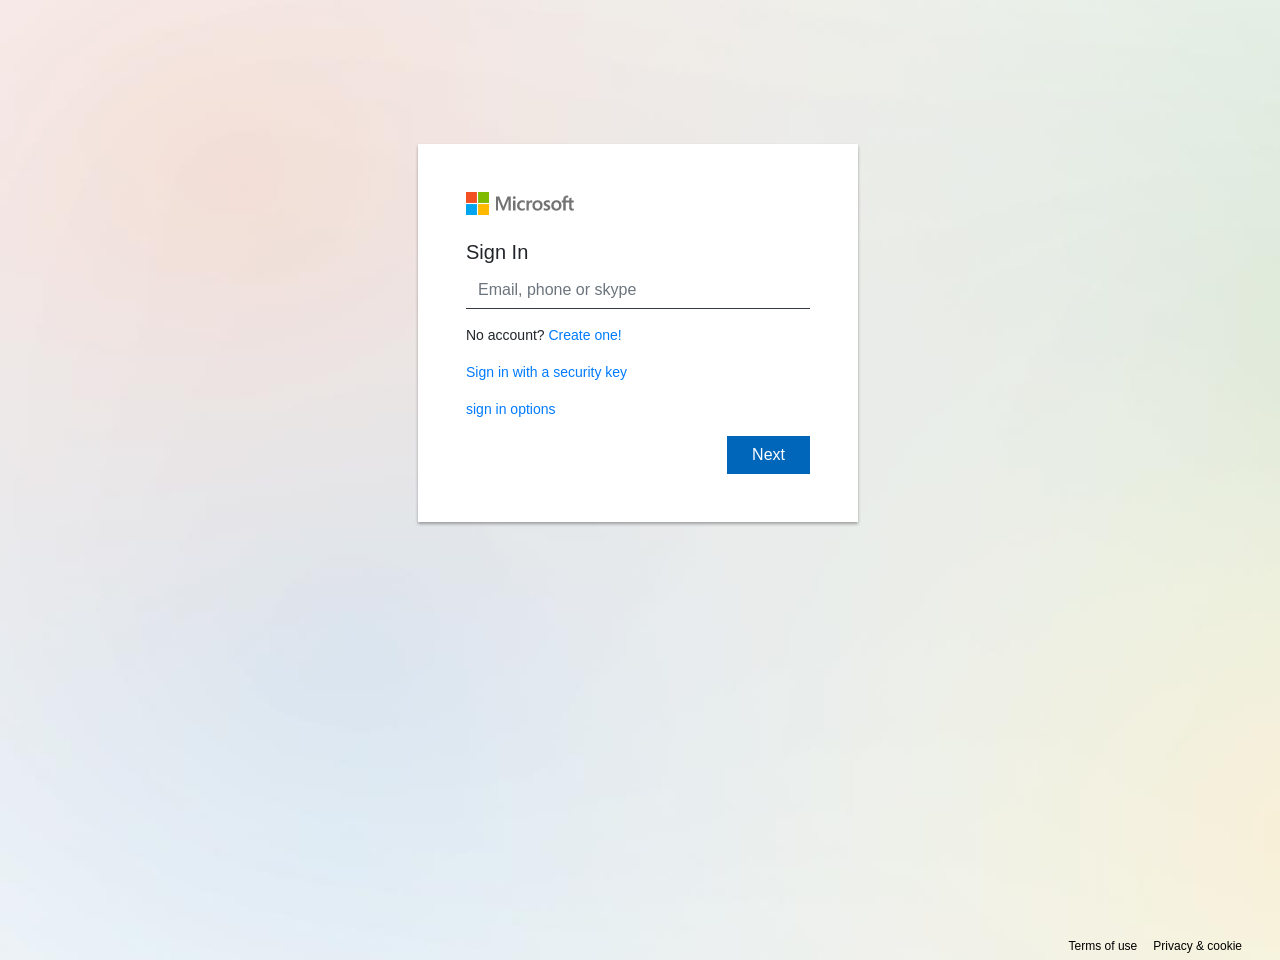 Microsoft
Sign In
Email, phone or skype
No account? Create one!
Sign in with a security key
sign in options
Next
Terms of use Privacy & cookie